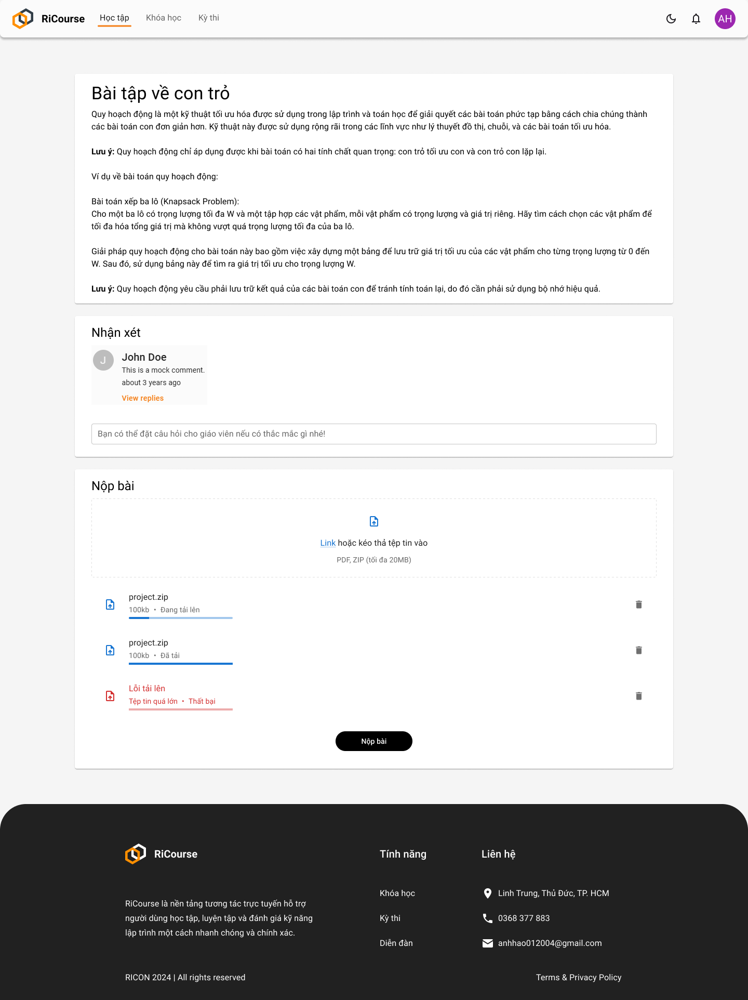 RiCourse
Học tập
Khóa học
Kỳ thi
AH
Bài tập về con trỏ
Quy hoạch động là một kỹ thuật tối ưu hóa được sử dụng trong lập trình và toán học để giải quyết các bài toán phức tạp bằng cách chia chúng thành
các bài toán con đơn giản hơn. Kỹ thuật này được sử dụng rộng rãi trong các lĩnh vực như lý thuyết đồ thị, chuỗi, và các bài toán tối ưu hóa.
Lưu ý: Quy hoạch động chỉ áp dụng được khi bài toán có hai tính chất quan trọng: con trỏ tối ưu con và con trỏ con lặp lại.
Ví dụ về bài toán quy hoạch động:
Bài toán xếp ba lô (Knapsack Problem):
Cho một ba lô có trọng lượng tối đa W và một tập hợp các vật phẩm, mỗi vật phẩm có trọng lượng và giá trị riêng. Hãy tìm cách chọn các vật phẩm để
tối đa hóa tổng giá trị mà không vượt quá trọng lượng tối đa của ba lô.
Giải pháp quy hoạch động cho bài toán này bao gồm việc xây dựng một bảng để lưu trữ giá trị tối ưu của các vật phẩm cho từng trọng lượng từ 0 đến
W. Sau đó, sử dụng bảng này để tìm ra giá trị tối ưu cho trọng lượng W.
Lưu ý: Quy hoạch động yêu cầu phải lưu trữ kết quả của các bài toán con để tránh tính toán lại, do đó cần phải sử dụng bộ nhớ hiệu quả.
Nhận xét
J
John Doe
This is a mock comment.
about 3 years ago
View replies
Bạn có thể đặt câu hỏi cho giáo viên nếu có thắc mắc gì nhé!
Nộp bài
Link hoặc kéo thả tệp tin vào
PDF, ZIP (tối đa 20MB)
project.zip
100kb • Đang tải lên
project.zip
100kb • Đã tải
Lỗi tải lên
Tệp tin quá lớn • Thất bại
Nộp bài
RiCourse
RiCourse là nền tảng tương tác trực tuyến hỗ trợ
người dùng học tập, luyện tập và đánh giá kỹ năng
lập trình một cách nhanh chóng và chính xác.
Tính năng
Khóa học
Kỳ thi
Diễn đàn
Liên hệ
Linh Trung, Thủ Đức, TP. HCM
0368 377 883
anhhao012004@gmail.com
RICON 2024 | All rights reserved
Terms & Privacy Policy